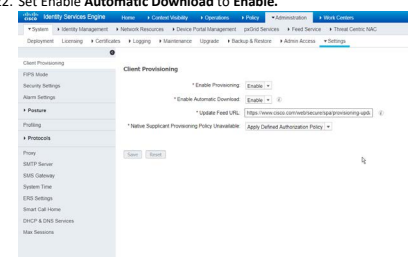 22. Set Enable Automatic Download to Enable.
cisco Identity Services Engine Home Context Visibility Operations Policy Administration Work Centers
System Identity Management Network Resources Device Portal Management pxGrid Services Feed Service Threat Centric NAC
Deployment Licensing Certificates Logging Maintenance Upgrade Backup & Restore Admin Access Settings
Client Provisioning
FIPS Mode
Security Settings
Alarm Settings
Posture
Profiling
Protocols
Proxy
SMTP Server
SMS Gateway
System Time
ERS Settings
Smart Call Home
DHCP & DNS Services
Max Sessions
Client Provisioning
* Enable Provisioning: Enable
* Enable Automatic Download: Enable
* Update Feed URL: https://www.cisco.com/web/secure/spa/provisioning-upd
* Native Supplicant Provisioning Policy Unavailable: Apply Defined Authorization Policy
Save Reset